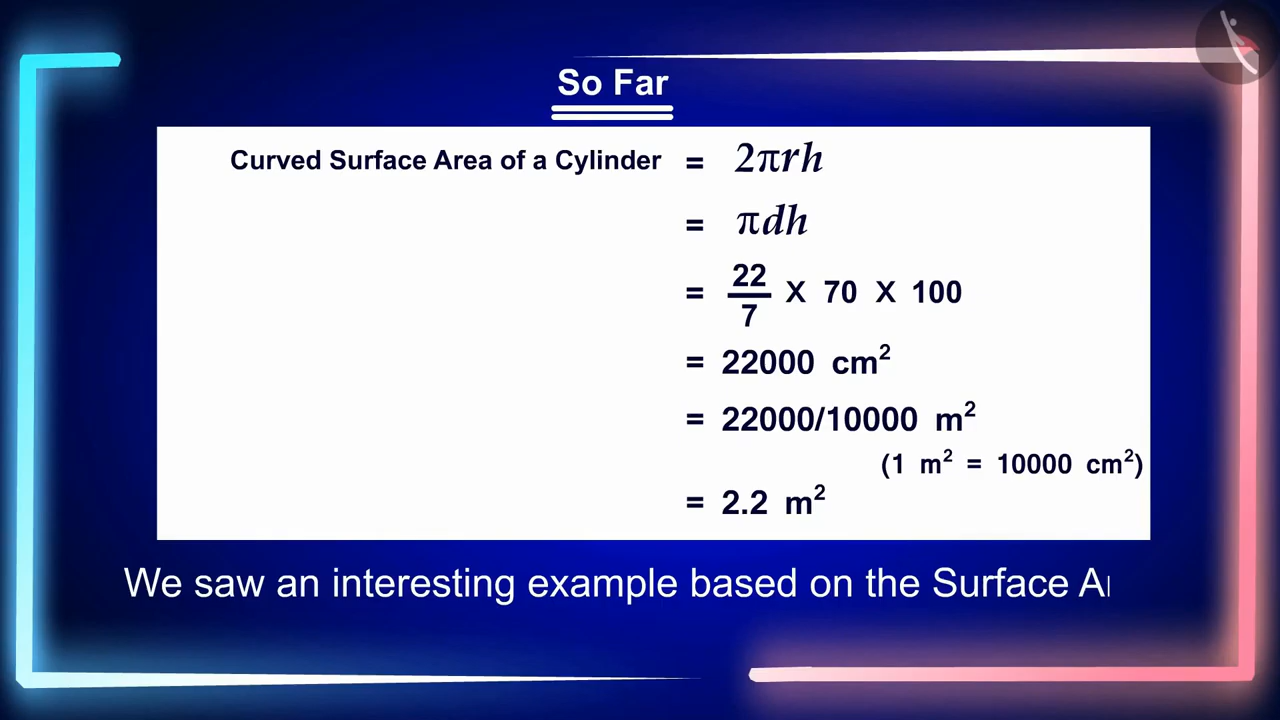 So Far
Curved Surface Area of a Cylinder = 2πrh
= πdh
= 22/7 X 70 X 100
= 22000 cm²
= 22000/10000 m²
(1 m² = 10000 cm²)
= 2.2 m²
We saw an interesting example based on the Surface